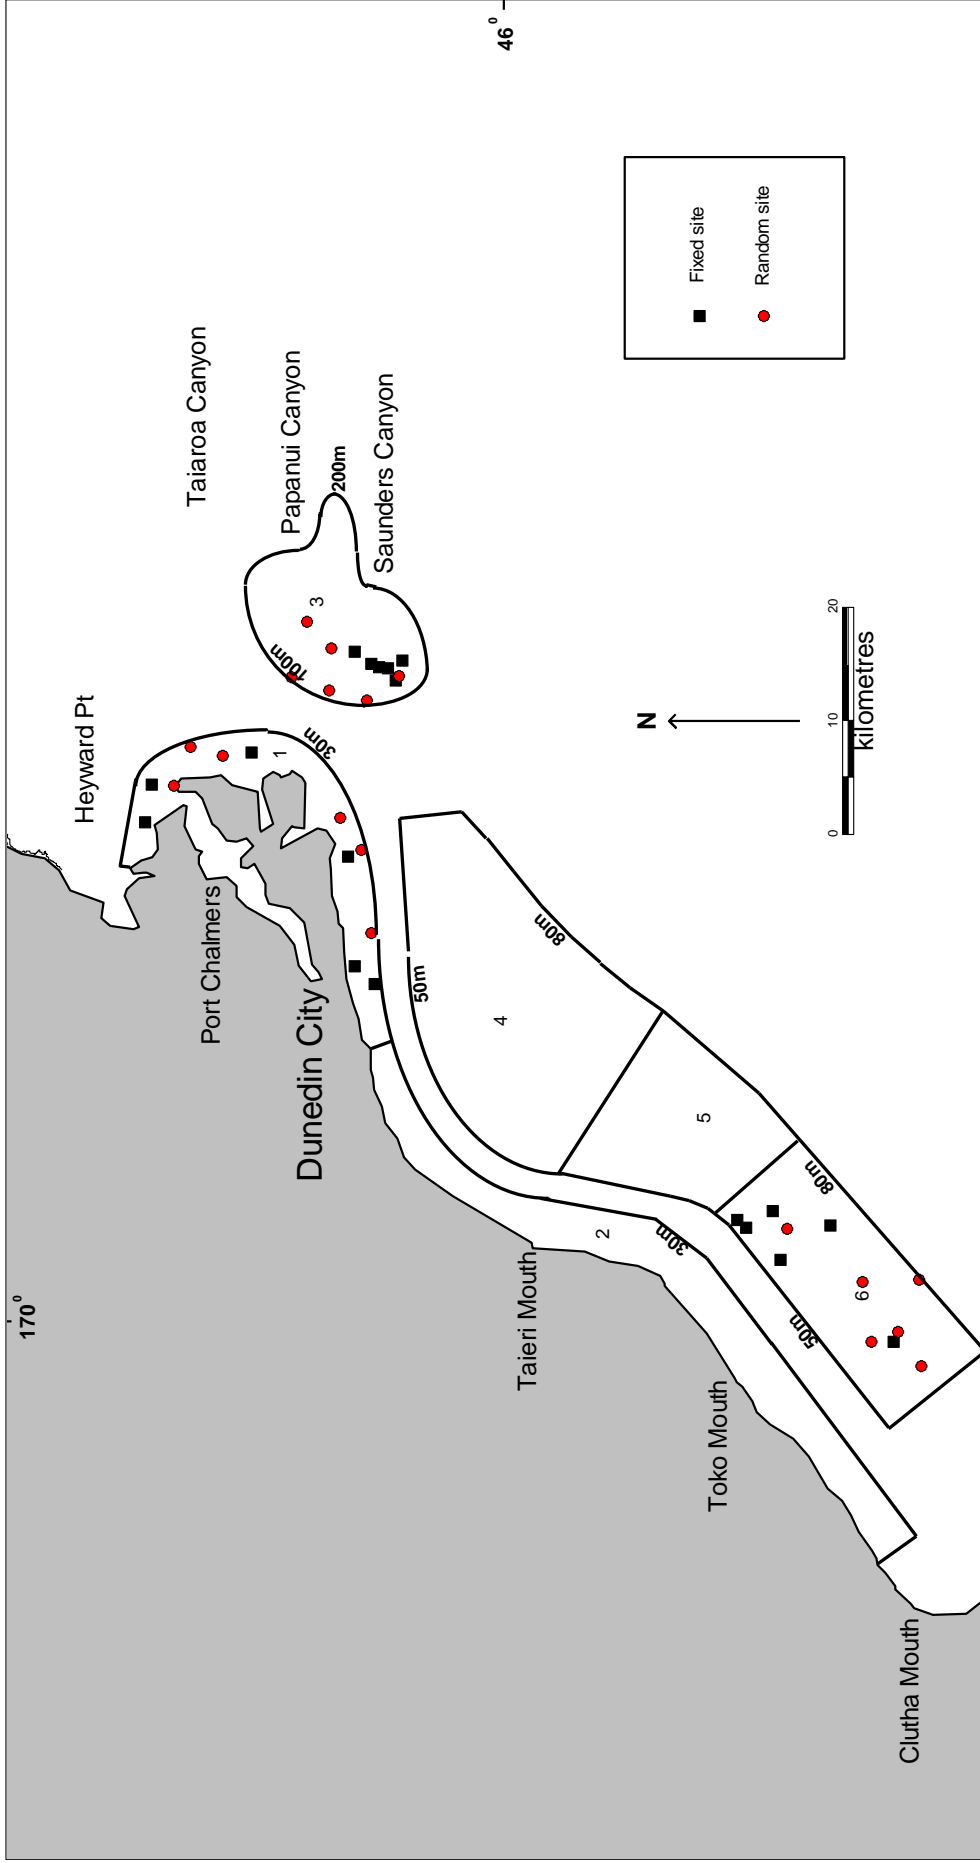 46⁰
Taiaroa Canyon
Papanui Canyon
200m
Saunders Canyon
Heyward Pt
3
100m
1
30m
Port Chalmers
Dunedin City
50m
4
80m
5
Taieri Mouth
2
30m
80m
6
50m
Toko Mouth
Clutha Mouth
170⁰
N
0
10
20
kilometres
Fixed site
Random site